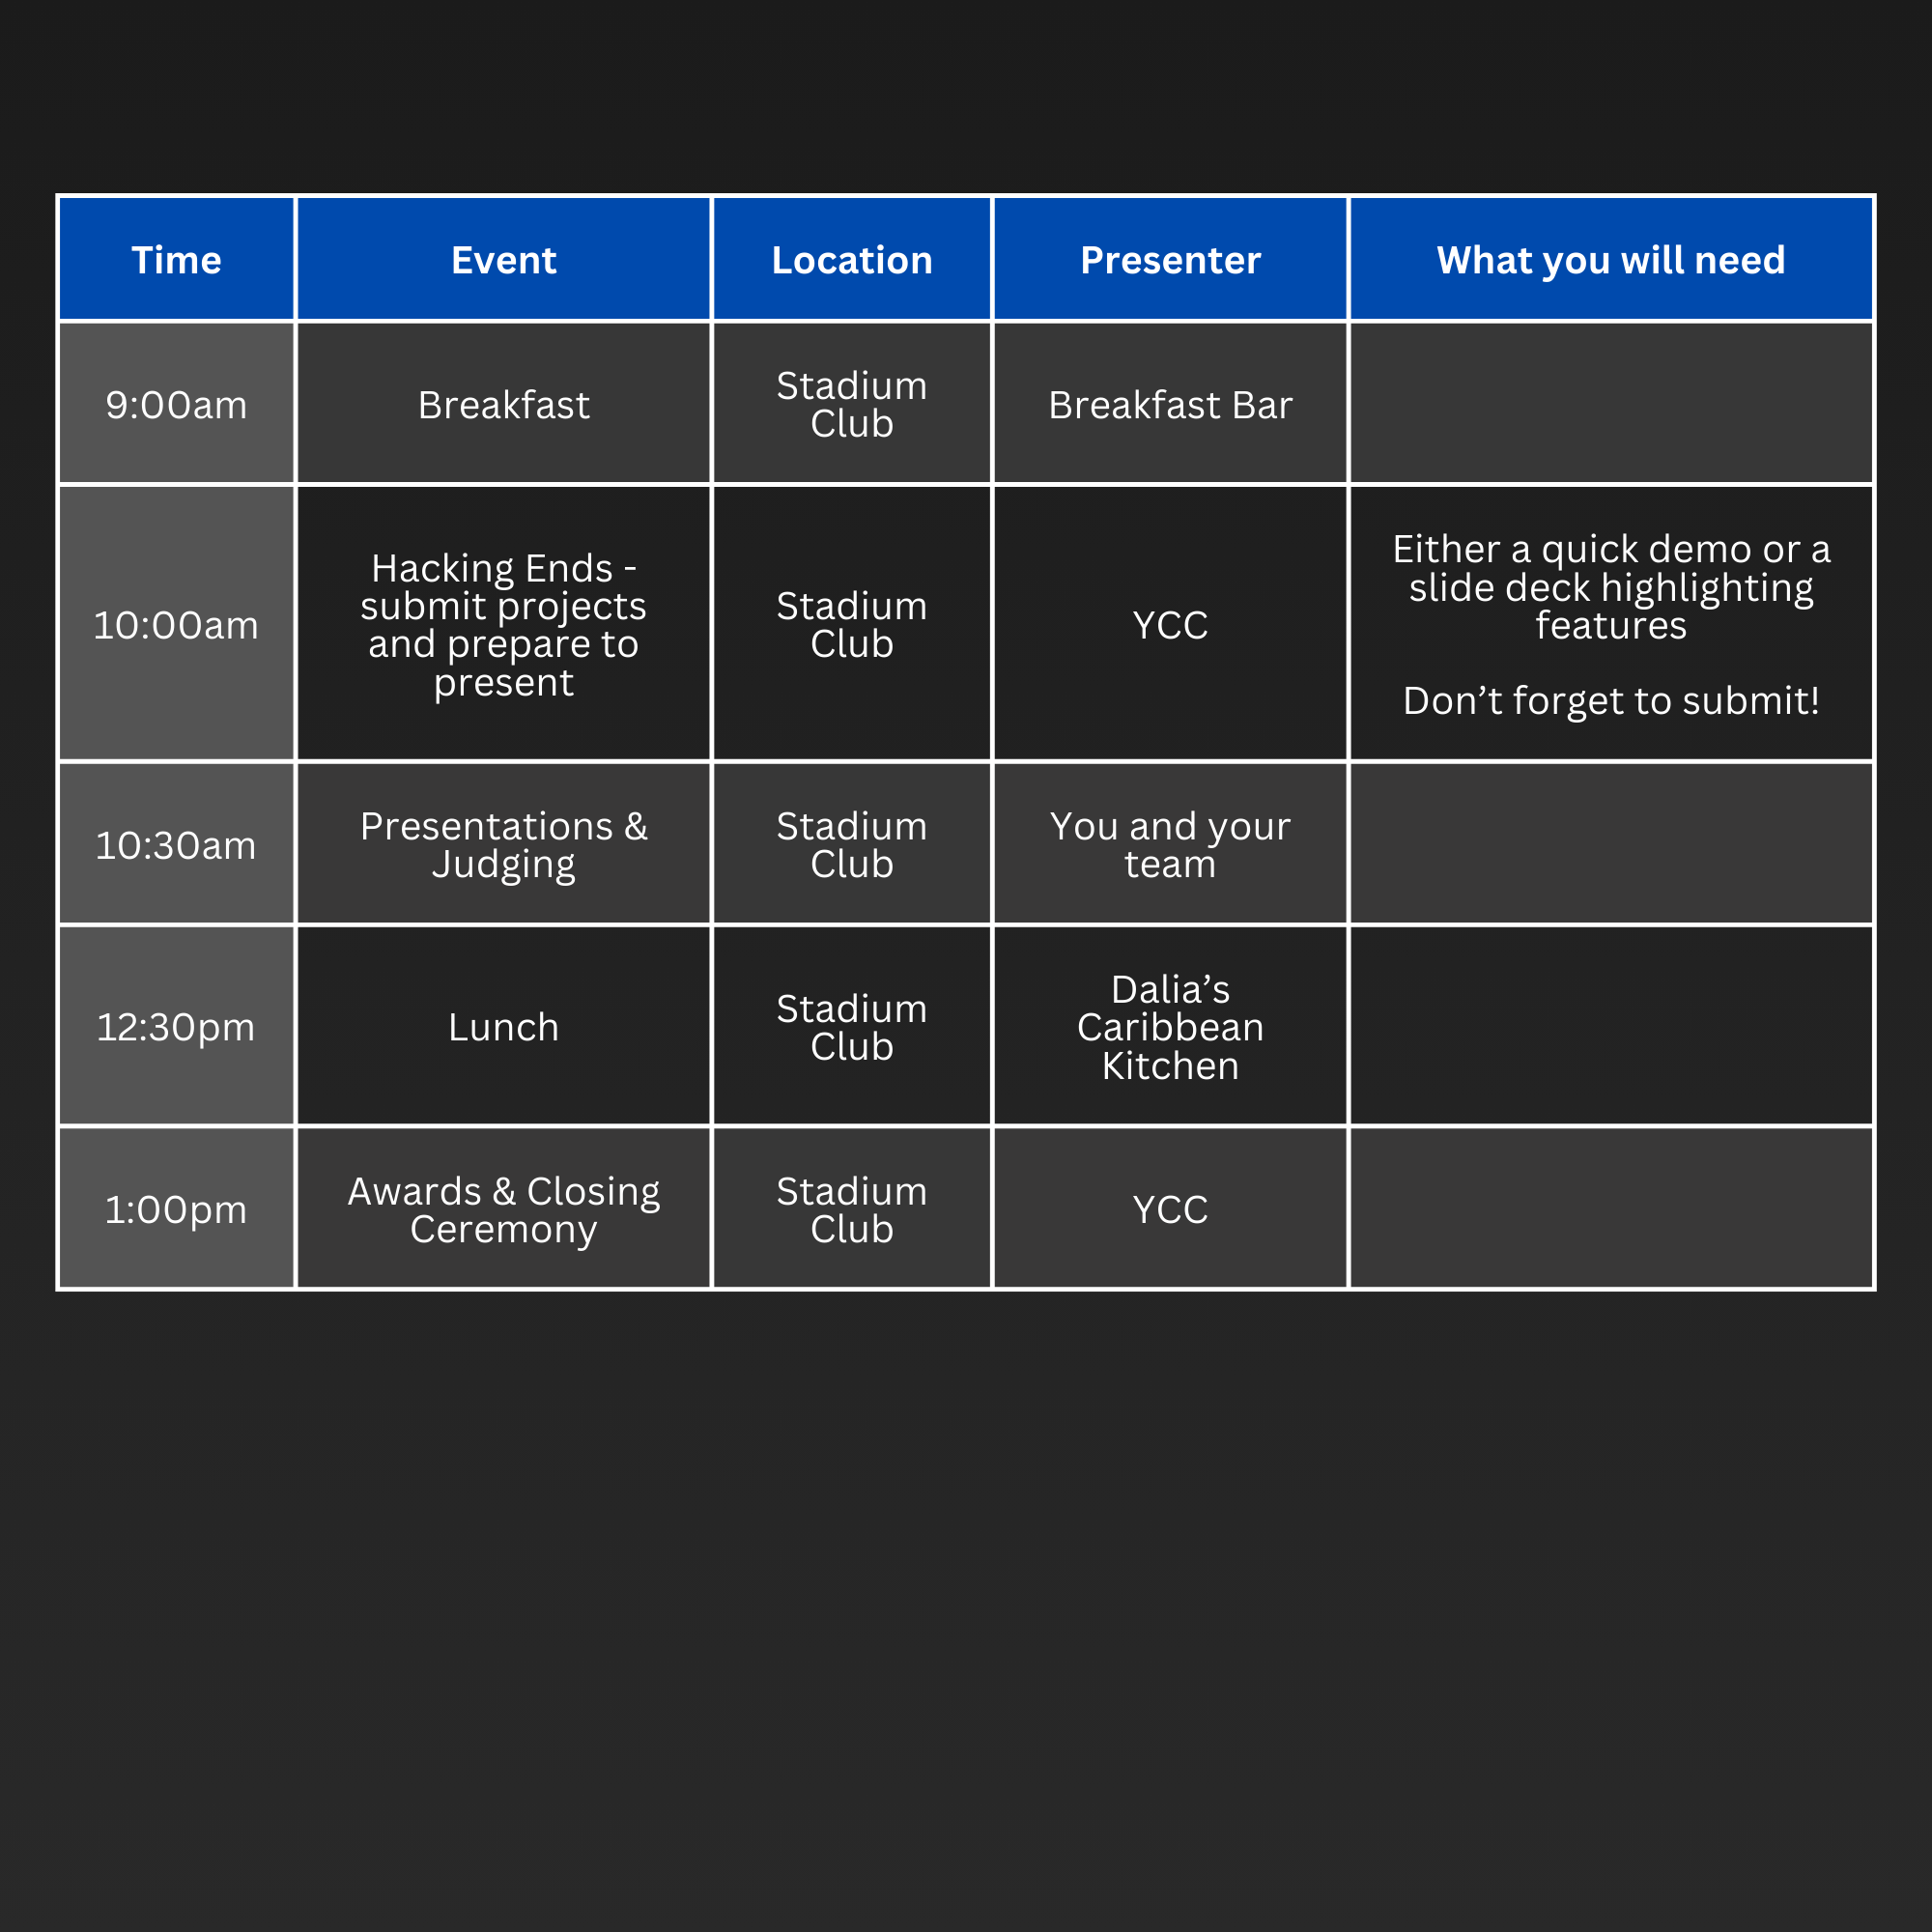 Time
Event
Location
Presenter
What you will need
9:00am
Breakfast
Stadium
Club
Breakfast Bar
10:00am
Hacking Ends -
submit projects
and prepare to
present
Stadium
Club
YCC
Either a quick demo or a
slide deck highlighting
features
Don’t forget to submit!
10:30am
Presentations &
Judging
Stadium
Club
You and your
team
12:30pm
Lunch
Stadium
Club
Dalia’s
Caribbean
Kitchen
1:00pm
Awards & Closing
Ceremony
Stadium
Club
YCC